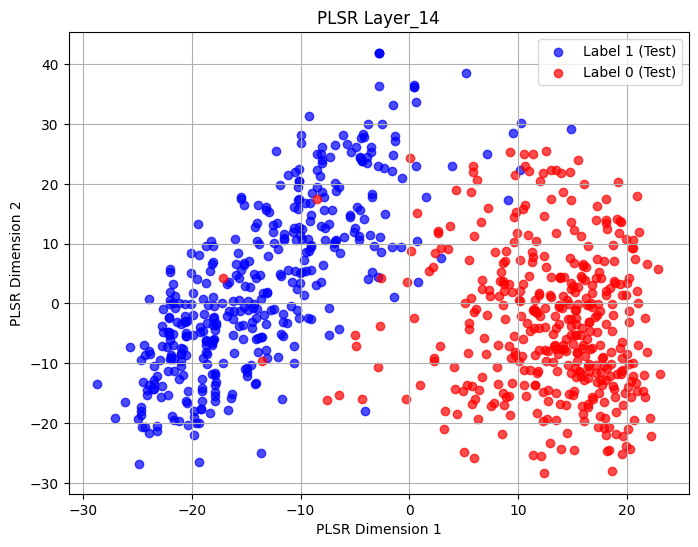 PLSR Layer_14
Label 1 (Test)
Label 0 (Test)
PLSR Dimension 2
40
30
20
10
0
−10
−20
−30
−30 −20 −10 0 10 20
PLSR Dimension 1